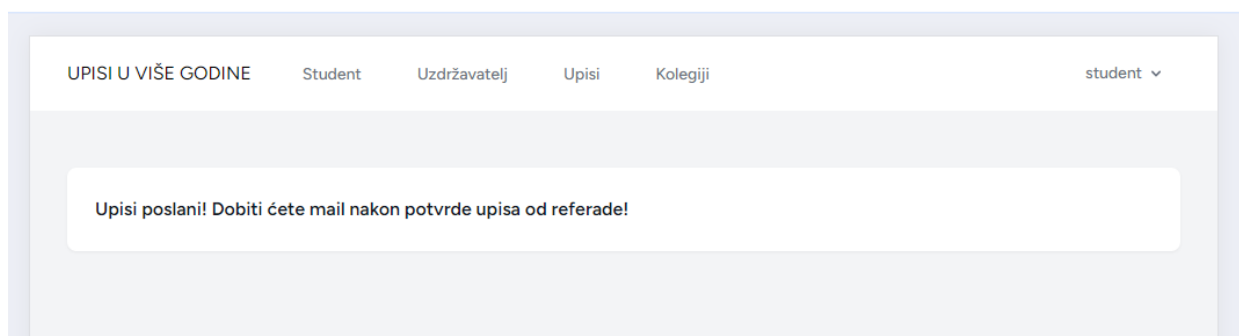 UPISI U VIŠE GODINE Student Uzdržavatelj Upisi Kolegiji student
Upisi poslani! Dobiti ćete mail nakon potvrde upisa od referade!